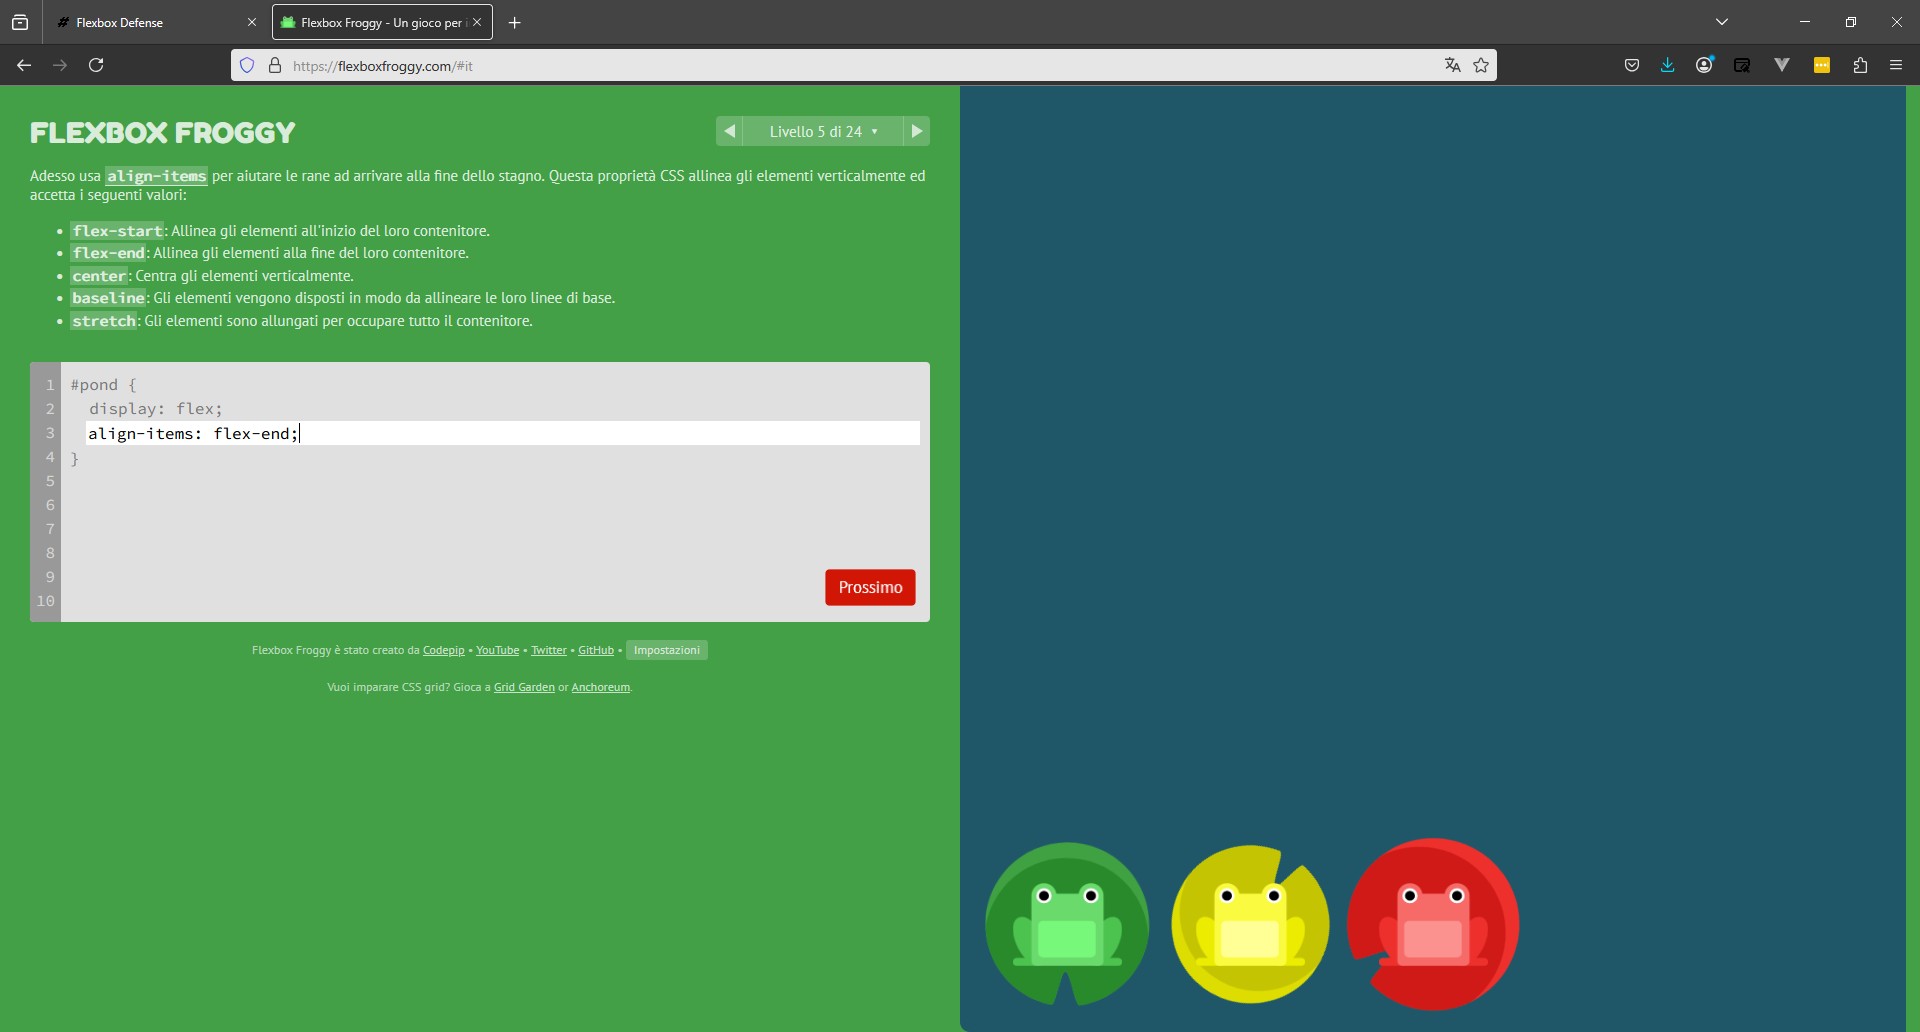 Flexbox Defense
Flexbox Froggy - Un gioco per i
https://flexboxfroggy.com/#it
FLEXBOX FROGGY
Livello 5 di 24 ▼
Adesso usa align-items per aiutare le rane ad arrivare alla fine dello stagno. Questa proprietà CSS allinea gli elementi verticalmente ed
accetta i seguenti valori:
• flex-start: Allinea gli elementi all'inizio del loro contenitore.
• flex-end: Allinea gli elementi alla fine del loro contenitore.
• center: Centra gli elementi verticalmente.
• baseline: Gli elementi vengono disposti in modo da allineare le loro linee di base.
• stretch: Gli elementi sono allungati per occupare tutto il contenitore.
1 #pond {
2 display: flex;
3 align-items: flex-end;
4 }
5
6
7
8
9
10
Prossimo
Flexbox Froggy è stato creato da Codepip • YouTube • Twitter • GitHub • Impostazioni
Vuoi imparare CSS grid? Gioca a Grid Garden or Anchoreum.